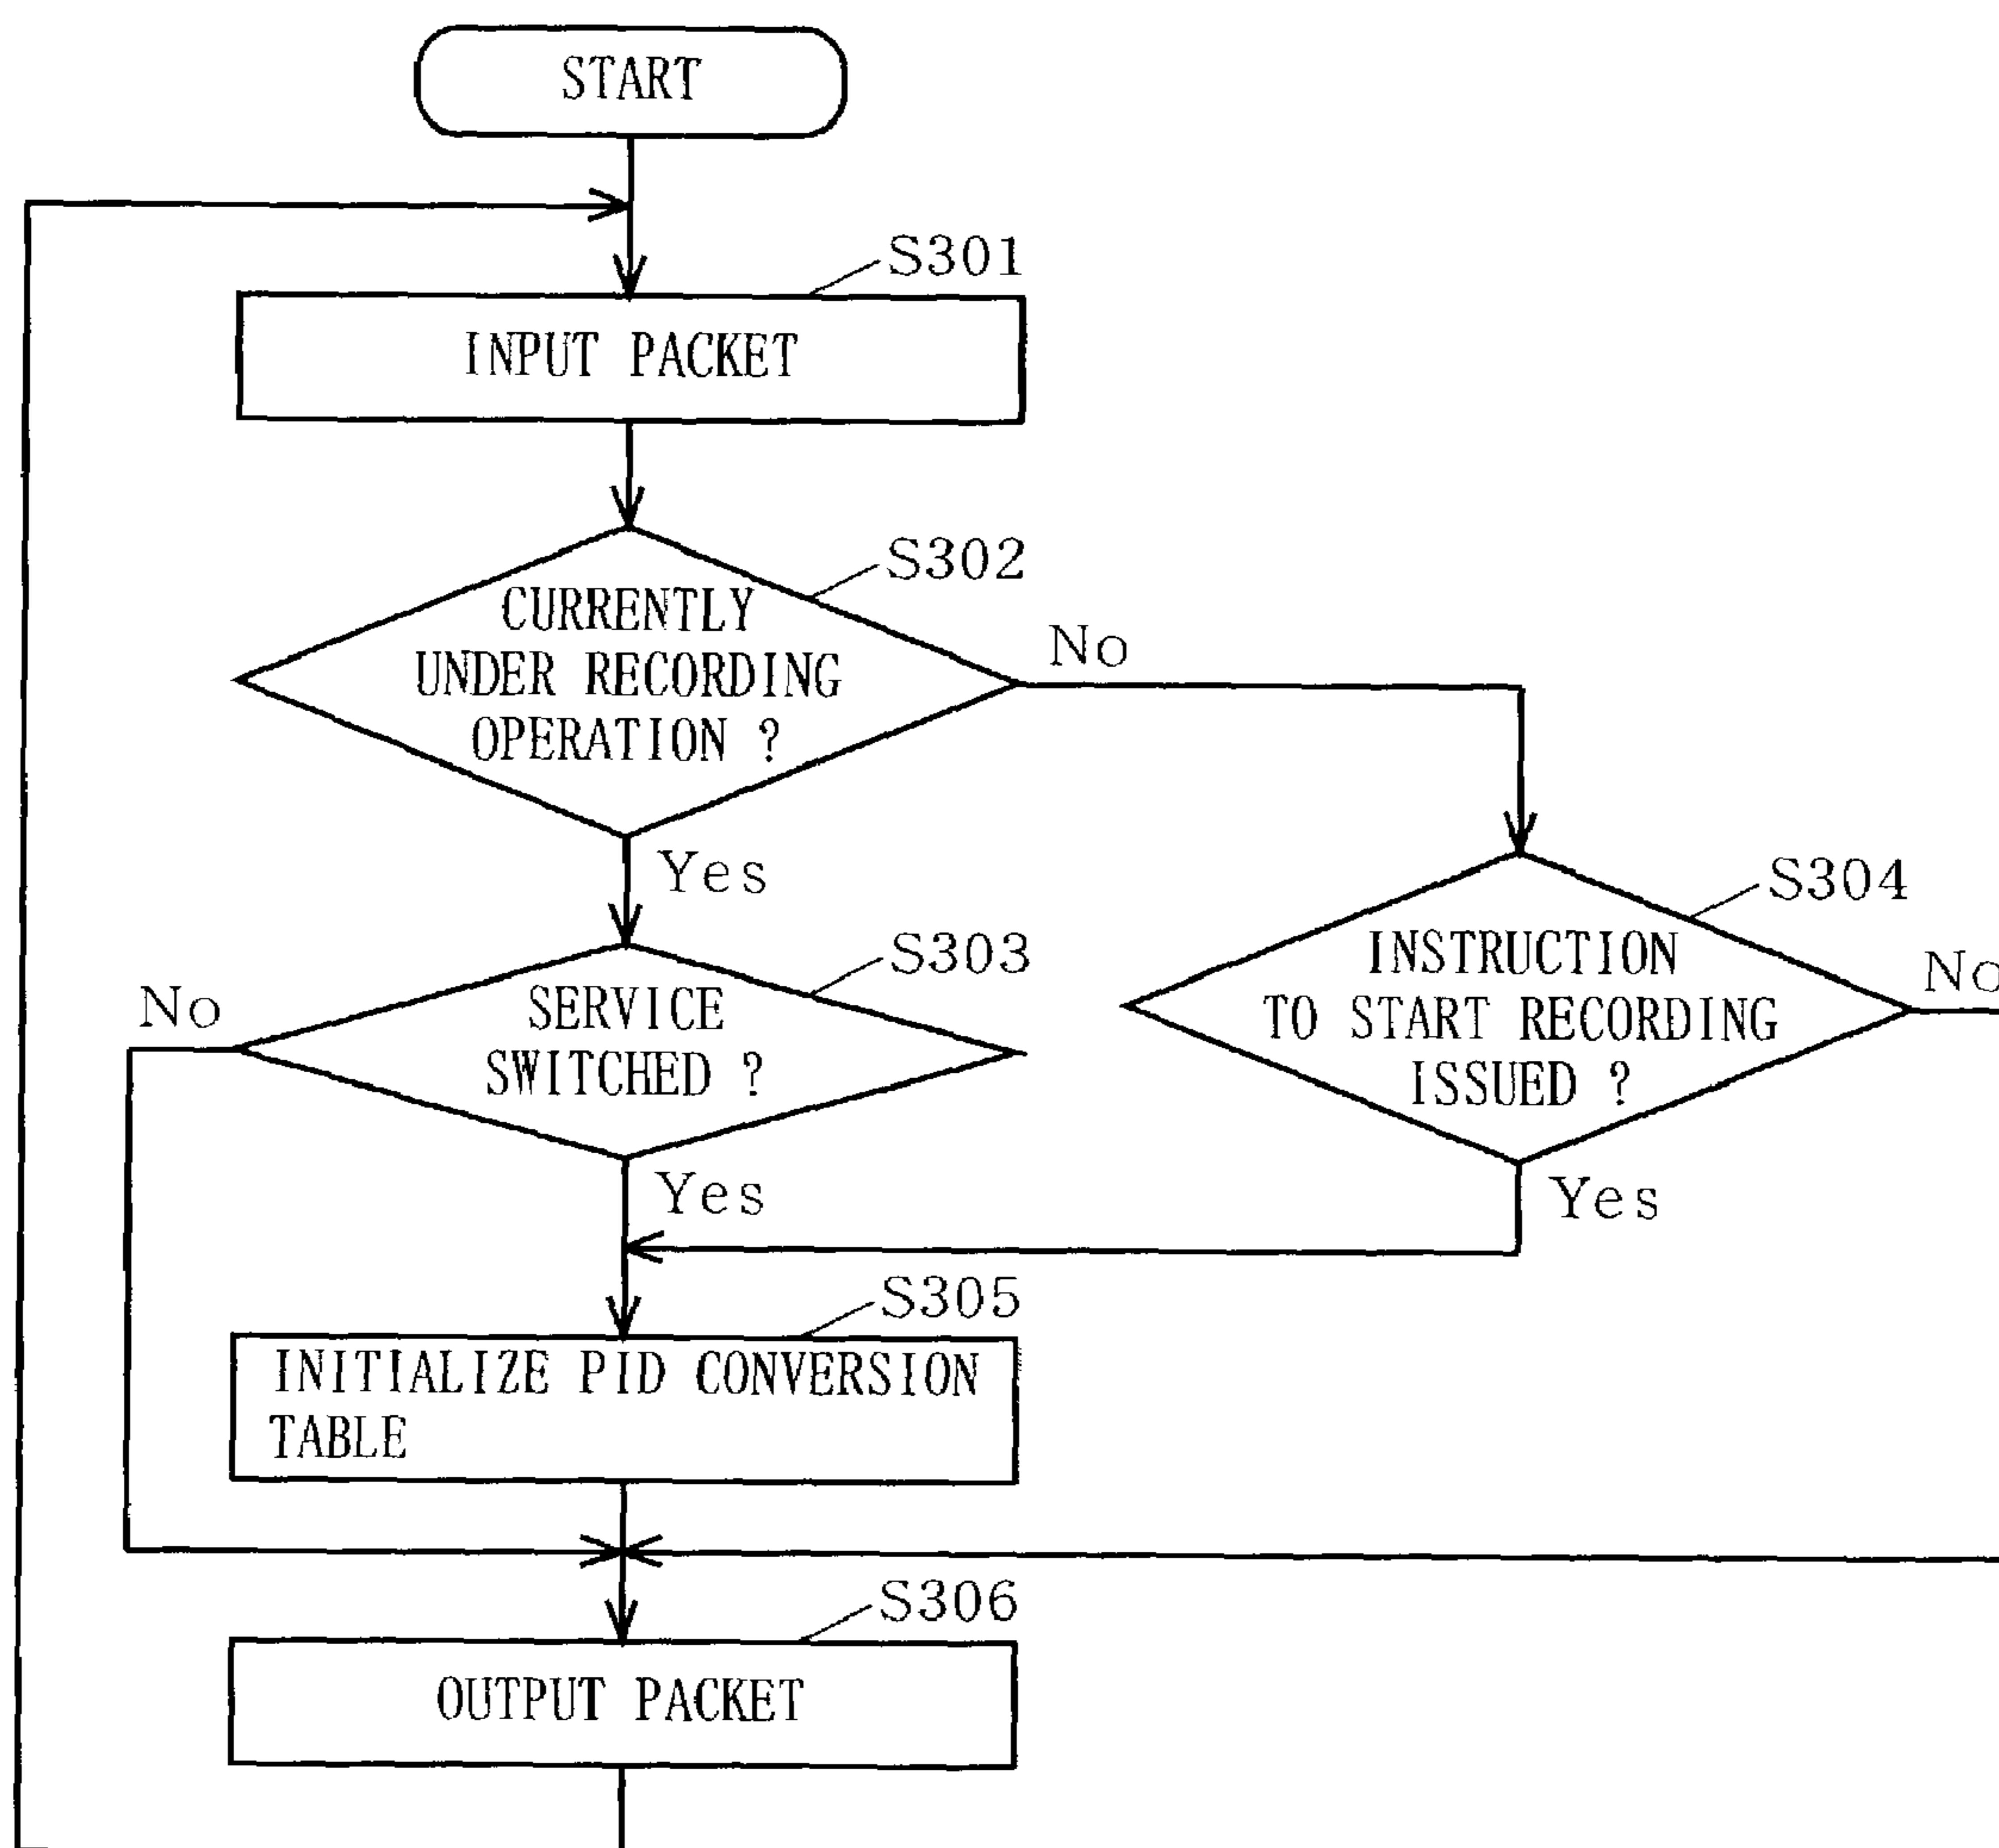 START
S301
INPUT PACKET
S302
CURRENTLY
UNDER RECORDING
OPERATION ?
No
Yes
S303
SERVICE
SWITCHED ?
No
Yes
S304
INSTRUCTION
TO START RECORDING
ISSUED ?
No
Yes
S305
INITIALIZE PID CONVERSION
TABLE
S306
OUTPUT PACKET